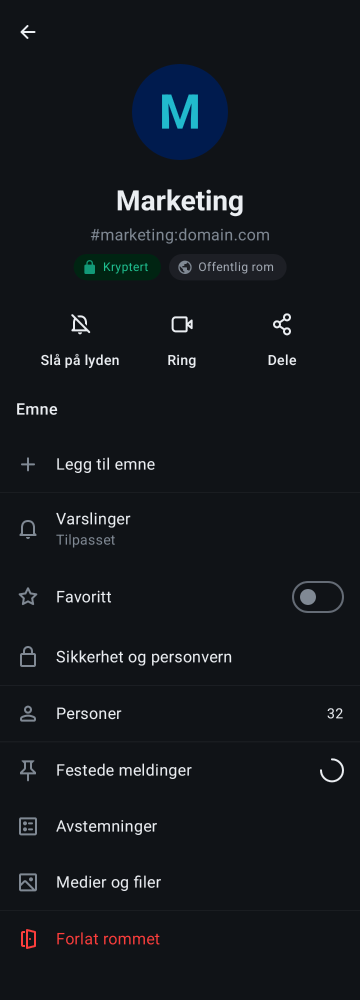 M
Marketing
#marketing:domain.com
Kryptert
Offentlig rom
Slå på lyden
Ring
Dele
Emne
Legg til emne
Varslinger
Tilpasset
Favoritt
Sikkerhet og personvern
Personer
32
Festede meldinger
Avstemninger
Medier og filer
Forlat rommet